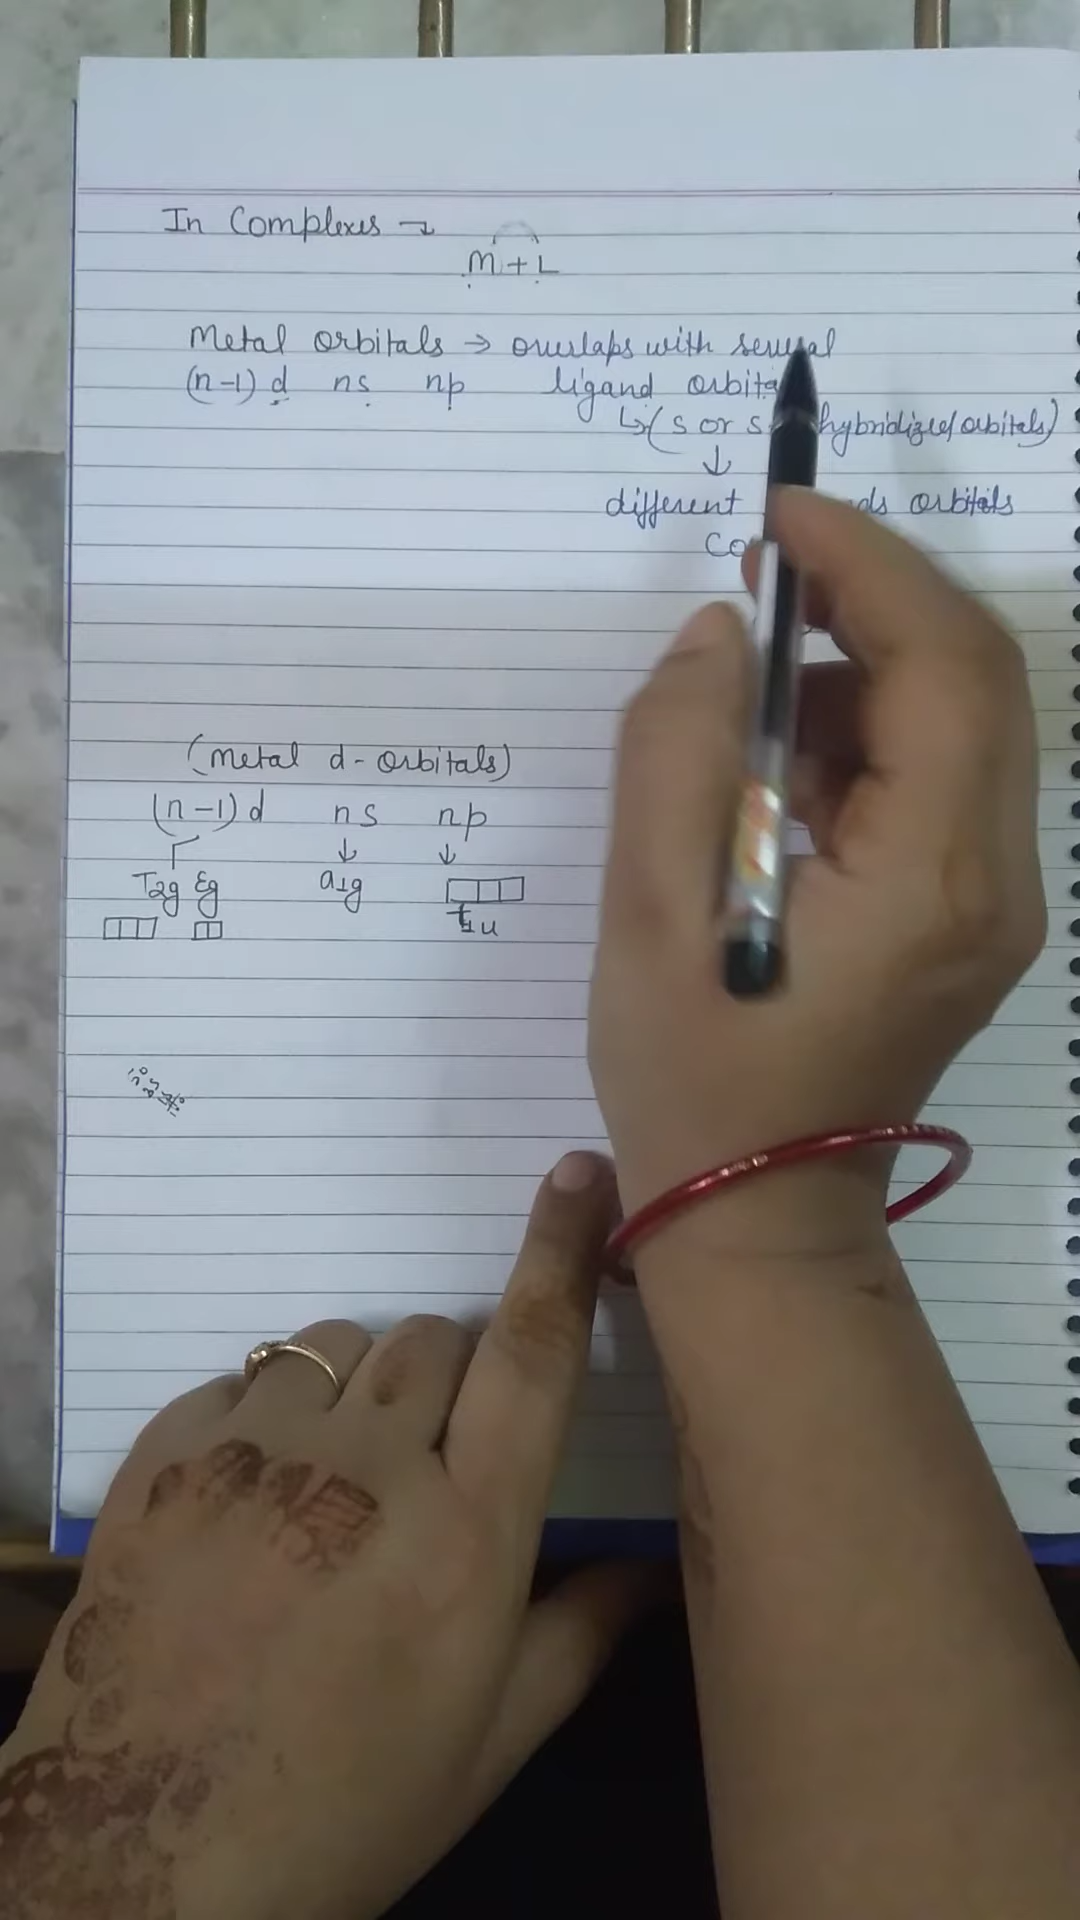 In Complexes →
M + L
Metal orbitals → overlaps with several
(n-1) d ns np ligand
↳ (s or hybridized orbitals)
↓
different orbitals
(metal d-orbitals)
(n-1) d ns np
↓ ↓
T2g Eg a1g
t1u